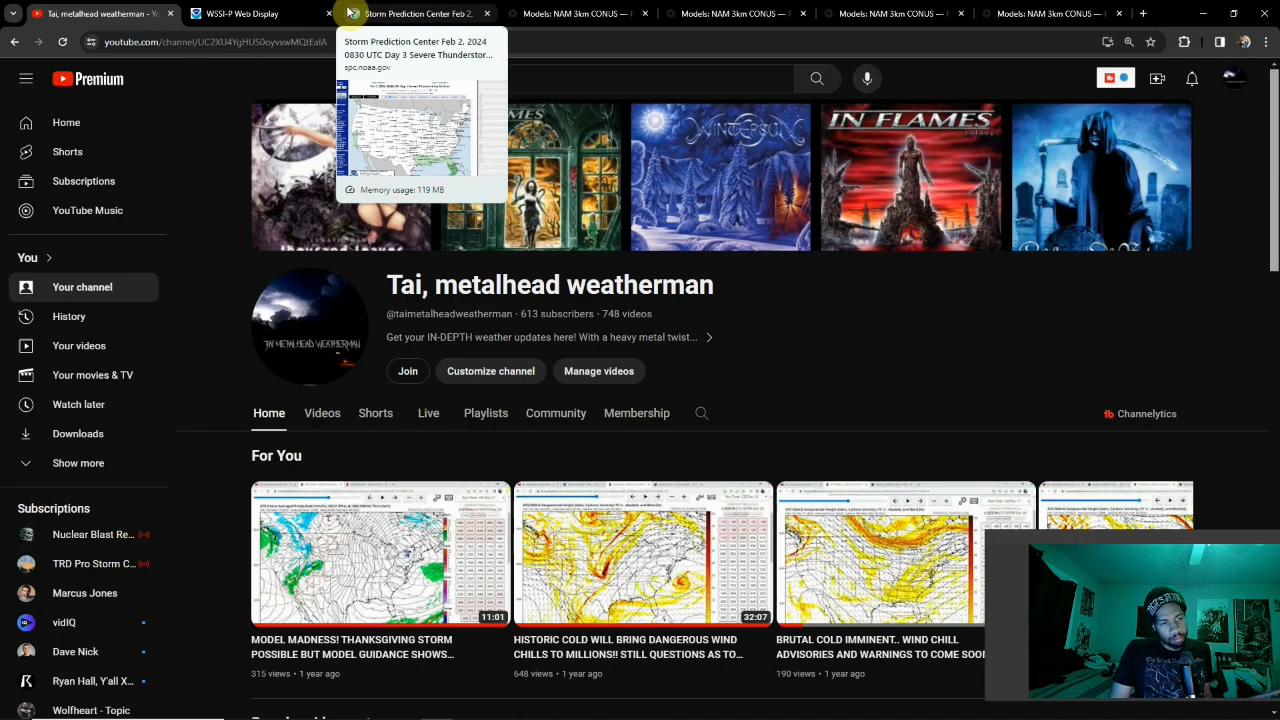 Tai, metalhead weatherman - Yo
WSSI-P Web Display
Storm Prediction Center Feb 2,
Models: NAM 3km CONUS — P
Models: NAM 3km CONUS — P
Models: NAM 3km CONUS — P
Models: NAM 3km CONUS — P
youtube.com/channel/UC2XU4YgHUS0oyvxwMQtEaIA
Storm Prediction Center Feb 2, 2024
0830 UTC Day 3 Severe Thunderstor...
spc.noaa.gov
Memory usage: 119 MB
Premium
Home
Shorts
Subscriptions
YouTube Music
You
Your channel
History
Your videos
Your movies & TV
Watch later
Downloads
Show more
Subscriptions
Nuclear Blast Re...
TRD Pro Storm C...
Marcus Jones
vidIQ
Dave Nick
Ryan Hall, Y'all X...
Wolfheart - Topic
thousand leaves
IN FLAMES
colony
TAI METALHEAD WEATHERMAN
Tai, metalhead weatherman
@taimetalheadweatherman · 613 subscribers · 748 videos
Get your IN-DEPTH weather updates here! With a heavy metal twist...
Join
Customize channel
Manage videos
Home
Videos
Shorts
Live
Playlists
Community
Membership
Channelytics
For You
11:01
32:07
MODEL MADNESS! THANKSGIVING STORM
POSSIBLE BUT MODEL GUIDANCE SHOWS...
315 views · 1 year ago
HISTORIC COLD WILL BRING DANGEROUS WIND
CHILLS TO MILLIONS!! STILL QUESTIONS AS TO...
648 views · 1 year ago
BRUTAL COLD IMMINENT.. WIND CHILL
ADVISORIES AND WARNINGS TO COME SOON
830 views · 1 year ago